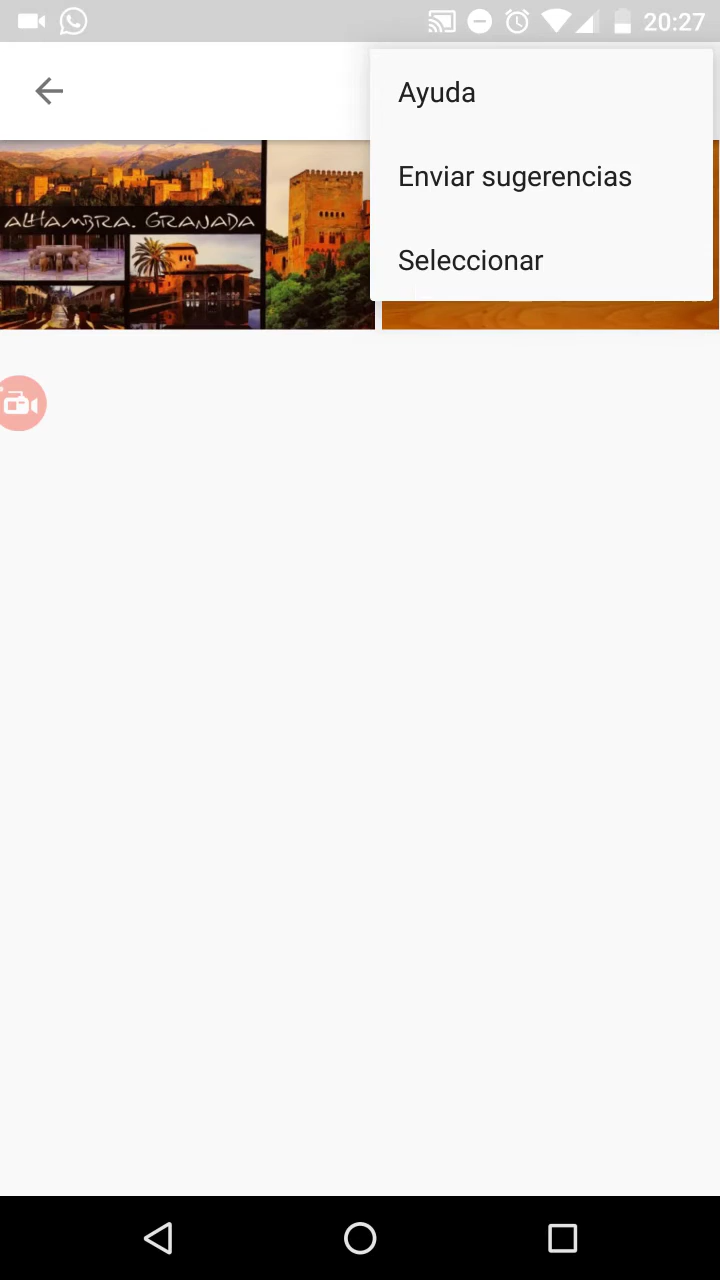 20:27
Ayuda
Enviar sugerencias
Seleccionar
ALHAMBRA. GRANADA